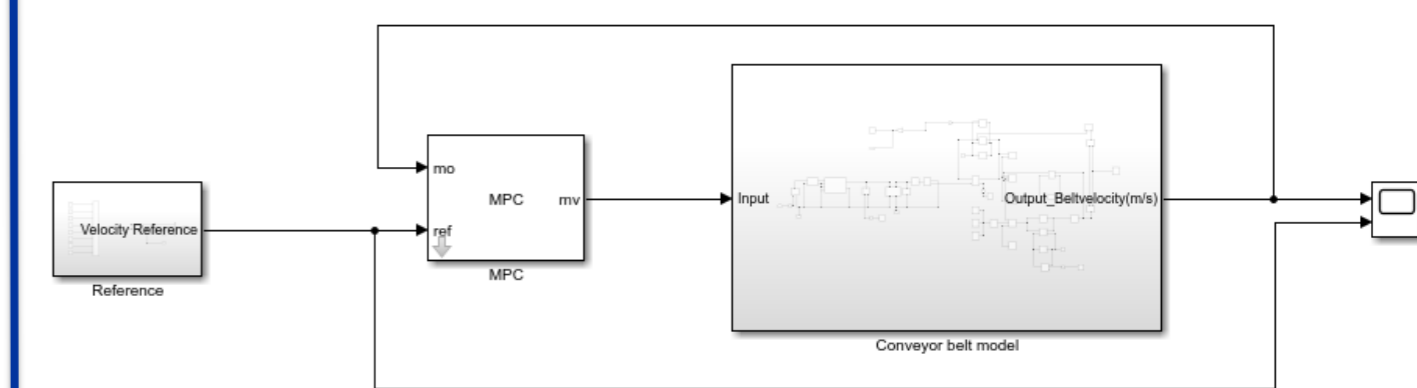 mo
MPC
mv
ref
MPC
Velocity Reference
Reference
Input
Output_Beltvelocity(m/s)
Conveyor belt model